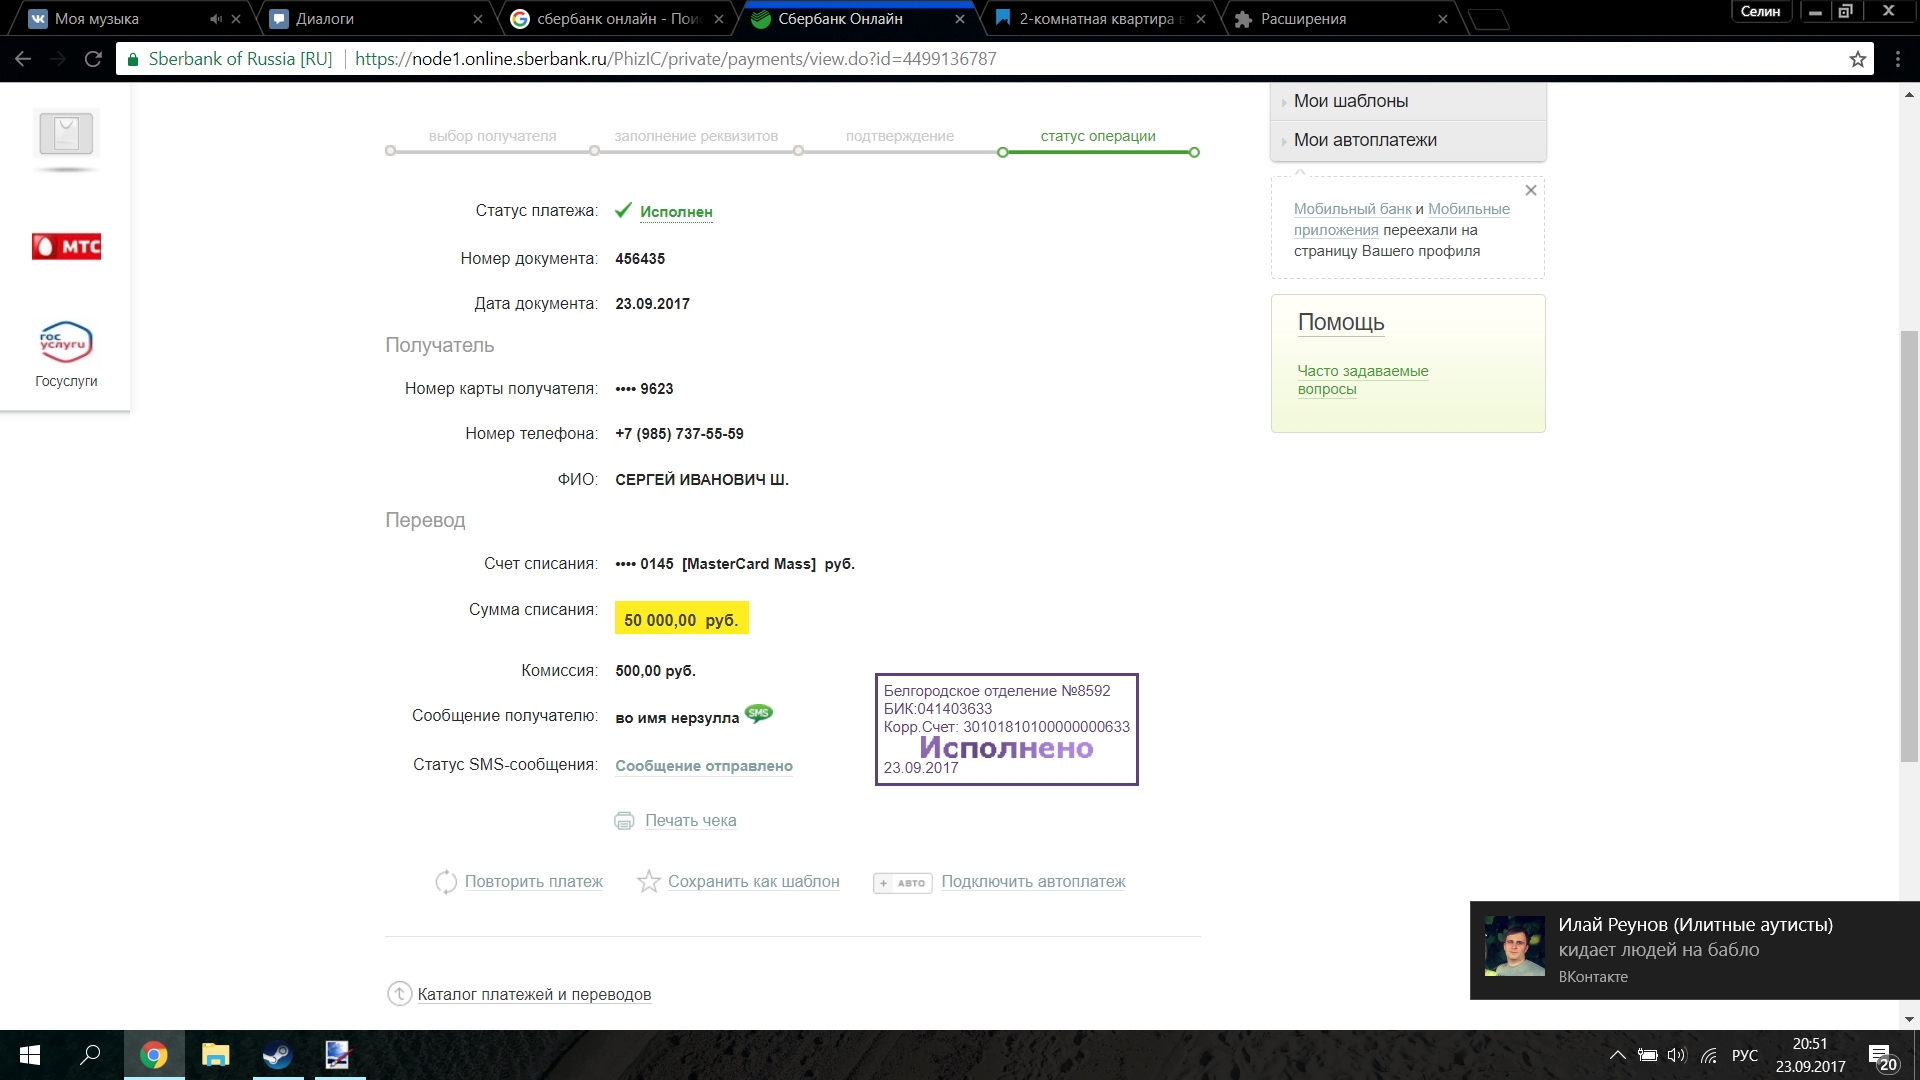 Моя музыка
Диалоги
сбербанк онлайн - Пои
Сбербанк Онлайн
2-комнатная квартира в
Расширения
Селин
Sberbank of Russia [RU]
https://node1.online.sberbank.ru/PhizIC/private/payments/view.do?id=4499136787
МТС
гос услуги
Госуслуги
выбор получателя
заполнение реквизитов
подтверждение
статус операции
Статус платежа: Исполнен
Номер документа: 456435
Дата документа: 23.09.2017
Получатель
Номер карты получателя: •••• 9623
Номер телефона: +7 (985) 737-55-59
ФИО: СЕРГЕЙ ИВАНОВИЧ Ш.
Перевод
Счет списания: •••• 0145 [MasterCard Mass] руб.
Сумма списания: 50 000,00 руб.
Комиссия: 500,00 руб.
Сообщение получателю: во имя нерзулла SMS
Статус SMS-сообщения: Сообщение отправлено
Белгородское отделение №8592
БИК:041403633
Корр.Счет: 30101810100000000633
Исполнено
23.09.2017
Печать чека
Повторить платеж
Сохранить как шаблон
+ АВТО Подключить автоплатеж
Каталог платежей и переводов
Мои шаблоны
Мои автоплатежи
Мобильный банк и Мобильные
приложения переехали на
страницу Вашего профиля
Помощь
Часто задаваемые
вопросы
Илай Реунов (Илитные аутисты)
кидает людей на бабло
ВКонтакте
РУС
20:51
23.09.2017
20